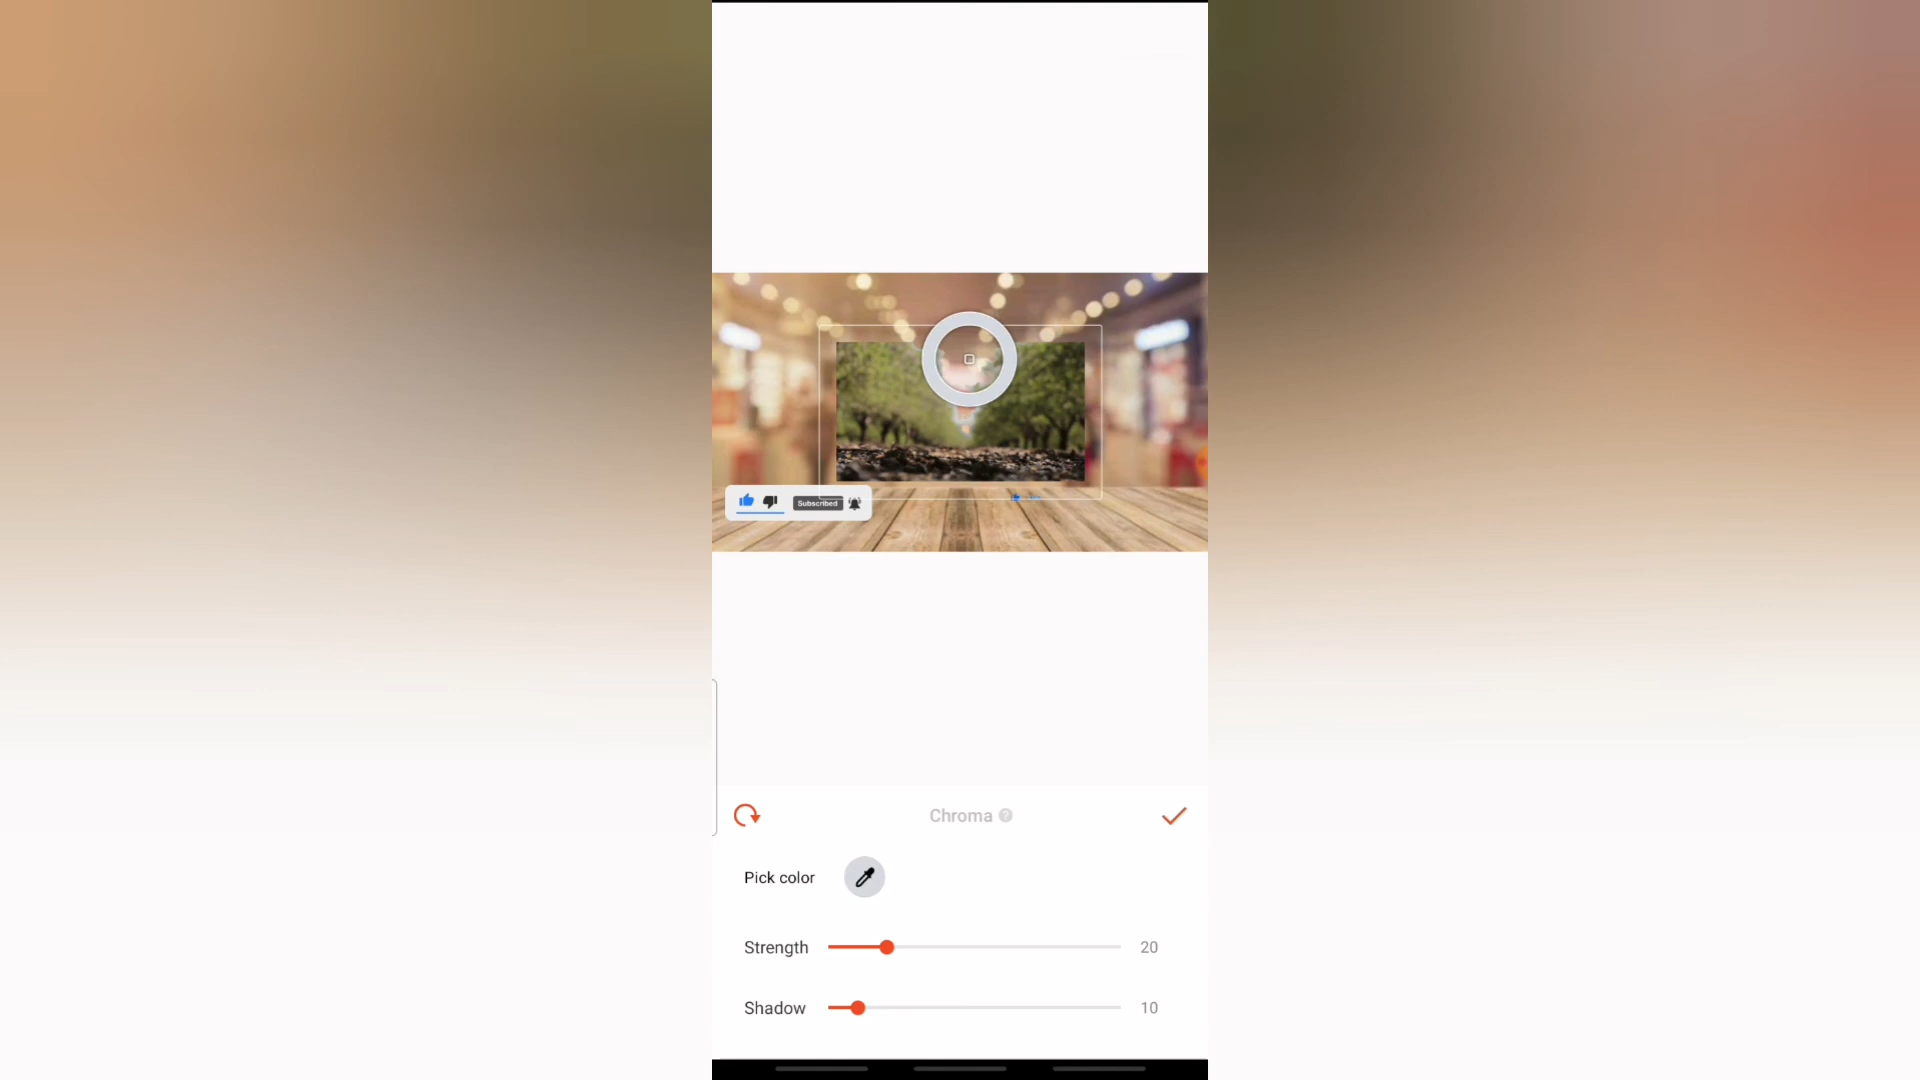 Subscribed
Chroma ?
Pick color
Strength 20
Shadow 10